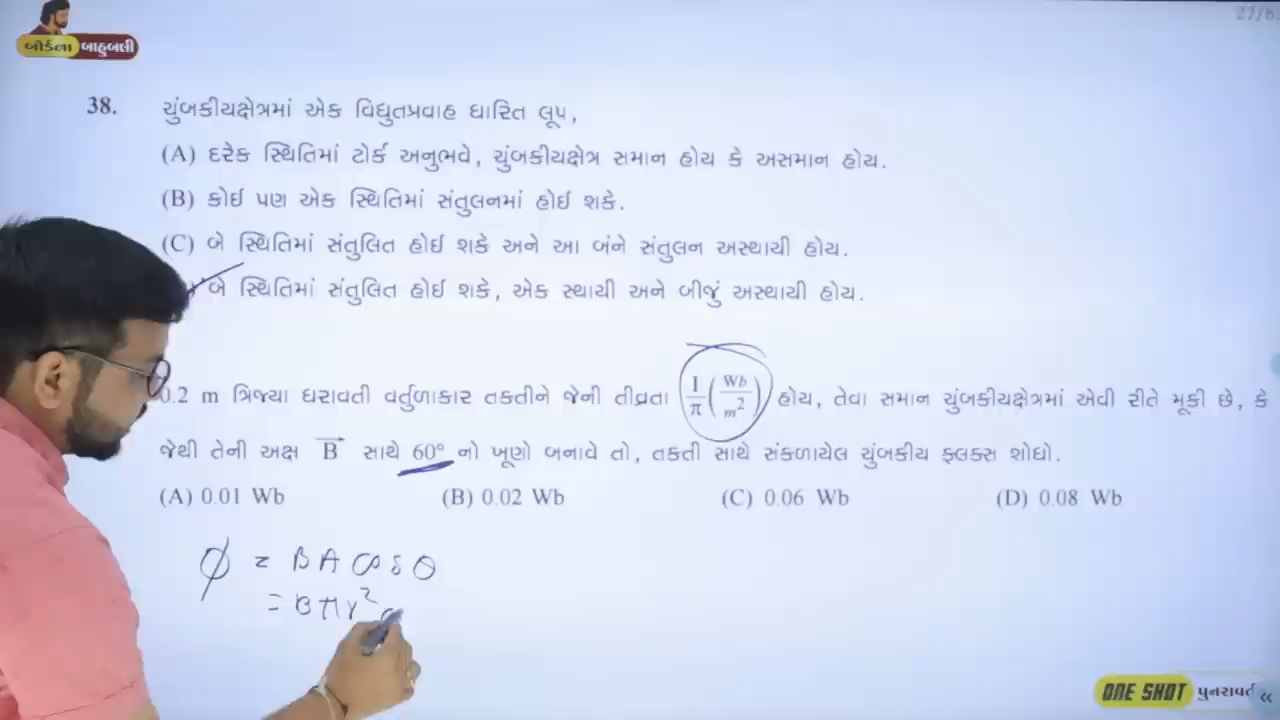 બોર્ડના બાહુબલી
38. ચુંબકીયક્ષેત્રમાં એક વિદ્યુતપ્રવાહ ધારિત લૂપ,
(A) દરેક સ્થિતિમાં ટોર્ક અનુભવે, ચુંબકીયક્ષેત્ર સમાન હોય કે અસમાન હોય.
(B) કોઈ પણ એક સ્થિતિમાં સંતુલનમાં હોઈ શકે.
(C) બે સ્થિતિમાં સંતુલિત હોઈ શકે અને આ બંને સંતુલન અસ્થાયી હોય.
બે સ્થિતિમાં સંતુલિત હોઈ શકે, એક સ્થાયી અને બીજું અસ્થાયી હોય.
0.2 m ત્રિજ્યા ધરાવતી વર્તુળાકાર તકતીને જેની તીવ્રતા 1/π (Wb/m²) હોય, તેવા સમાન ચુંબકીયક્ષેત્રમાં એવી રીતે મૂકી છે, કે
જેથી તેની અક્ષ B⃗ સાથે 60° નો ખૂણો બનાવે તો, તકતી સાથે સંકળાયેલ ચુંબકીય ફ્લક્સ શોધો.
(A) 0.01 Wb (B) 0.02 Wb (C) 0.06 Wb (D) 0.08 Wb
ϕ = BA cos θ
= Bπr²
ONE SHOT પુનરાવર્ત